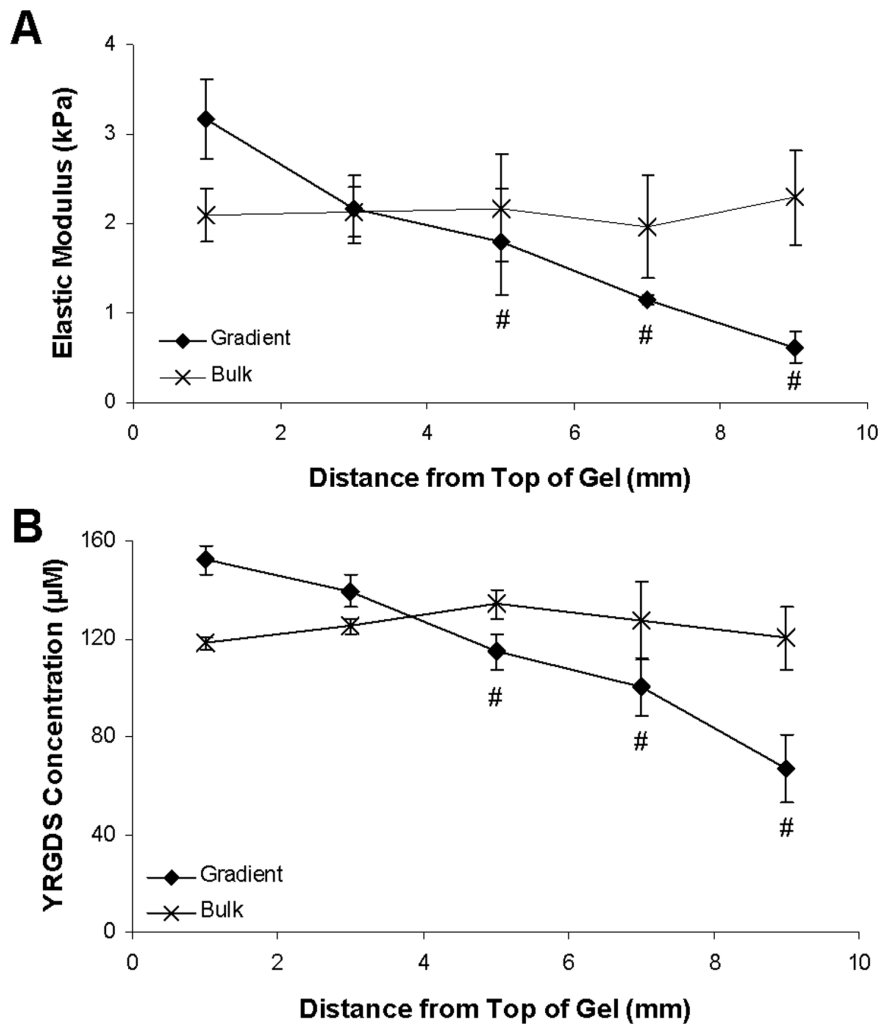 A
Elastic Modulus (kPa)
4
3
2
1
0
Gradient
Bulk
#
#
#
0 2 4 6 8 10
Distance from Top of Gel (mm)
B
YRGDS Concentration (µM)
160
120
80
40
0
Gradient
Bulk
#
#
#
0 2 4 6 8 10
Distance from Top of Gel (mm)